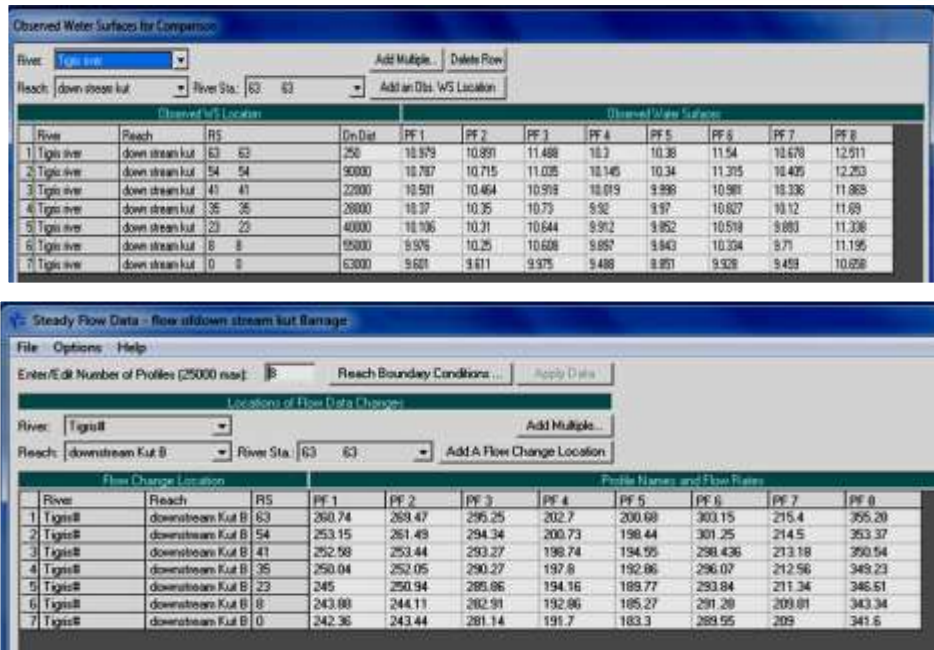 Observed Water Surfaces for Comparison
River: Tigis river Add Multiple... Delete Row
Reach: down stream kut River Sta.: 63 63 Add an Obs. WS Location
Observed WS Location Observed Water Surfaces
River Reach RS Dn Dist PF 1 PF 2 PF 3 PF 4 PF 5 PF 6 PF 7 PF 8
1 Tigis river down stream kut 63 63 250 10.979 10.891 11.488 10.3 10.38 11.54 10.678 12.511
2 Tigis river down stream kut 54 54 90000 10.787 10.715 11.035 10.145 10.34 11.315 10.405 12.253
3 Tigis river down stream kut 41 41 22000 10.501 10.464 10.919 10.019 9.998 10.981 10.336 11.869
4 Tigis river down stream kut 35 35 28000 10.37 10.35 10.73 9.92 9.97 10.827 10.12 11.69
5 Tigis river down stream kut 23 23 40000 10.106 10.31 10.644 9.912 9.852 10.518 9.893 11.338
6 Tigis river down stream kut 8 8 55000 9.976 10.25 10.608 9.897 9.843 10.334 9.71 11.195
7 Tigis river down stream kut 0 0 63000 9.601 9.611 9.975 9.488 9.928 9.459 10.658
Steady Flow Data - flow down stream kut Barrage
File Options Help
Enter/Edit Number of Profiles (25000 max): 8 Reach Boundary Conditions ... Apply Data
Locations of Flow Data Changes
River: Tigris# Add Multiple...
Reach: downstream Kut B River Sta.: 63 63 Add A Flow Change Location
Flow Change Location Profile Names and Flow Rates
River Reach RS PF 1 PF 2 PF 3 PF 4 PF 5 PF 6 PF 7 PF 8
1 Tigris# downstream Kut B 63 260.74 269.47 295.25 202.7 200.68 303.15 215.4 355.28
2 Tigris# downstream Kut B 54 253.15 261.49 294.34 200.73 198.44 301.25 214.5 353.37
3 Tigris# downstream Kut B 41 252.58 253.44 293.27 198.74 194.55 298.436 213.18 350.54
4 Tigris# downstream Kut B 35 250.04 252.05 290.27 197.8 192.86 296.07 212.56 349.23
5 Tigris# downstream Kut B 23 245 250.94 285.86 194.16 189.77 293.84 211.34 346.61
6 Tigris# downstream Kut B 8 243.88 244.11 282.91 192.86 185.27 291.28 209.81 343.34
7 Tigris# downstream Kut B 0 242.36 243.44 281.14 191.7 183.3 289.55 209 341.6